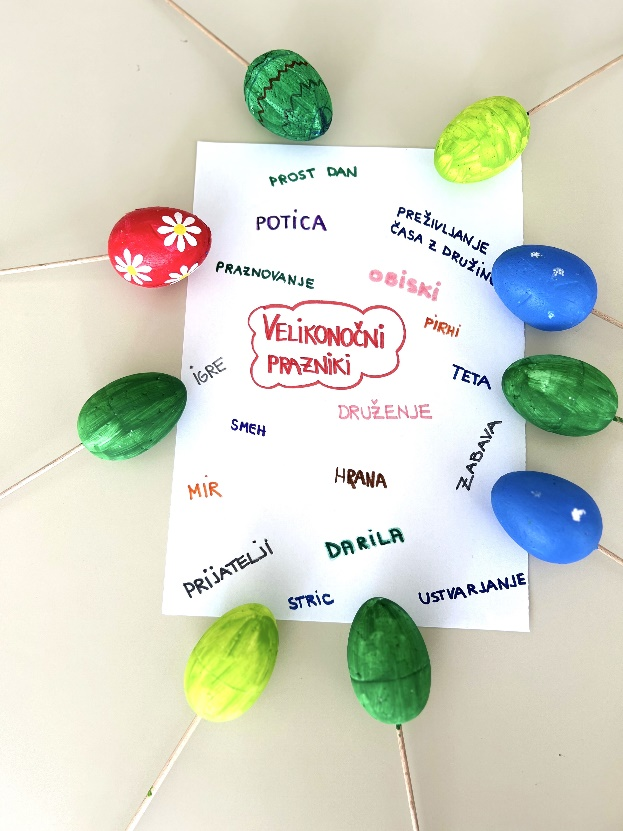 PROST DAN
POTICA
PREŽIVLJANJE
ČASA Z DRUŽINO
PRAZNOVANJE
OBISKI
PIRHI
VELIKONOČNI
PRAZNIKI
IGRE
TETA
DRUŽENJE
SMEH
ZABAVA
MIR
HRANA
DARILA
PRIJATELJI
STRIC
USTVARJANJE